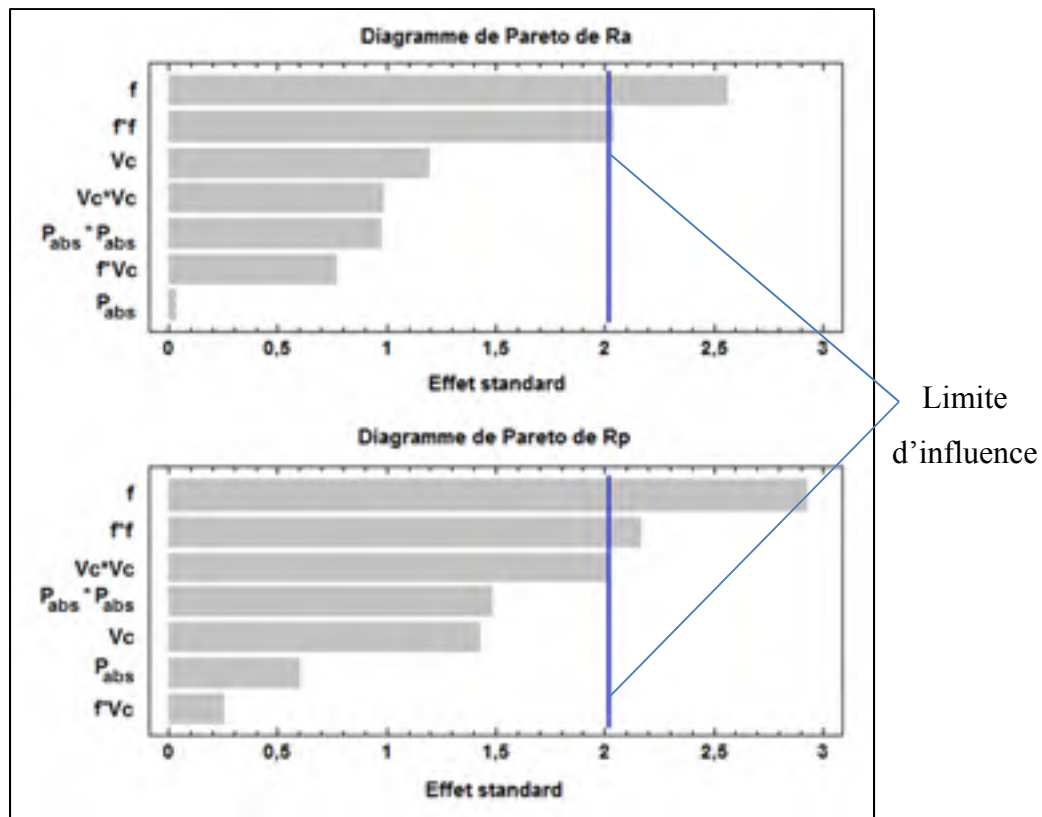 Diagramme de Pareto de Ra
f
f*f
Vc
Vc*Vc
Pabs * Pabs
f*Vc
Pabs
0 0,5 1 1,5 2 2,5 3
Effet standard
Diagramme de Pareto de Rp
f
f*f
Vc*Vc
Pabs * Pabs
Vc
Pabs
f*Vc
0 0,5 1 1,5 2 2,5 3
Effet standard
Limite
d’influence